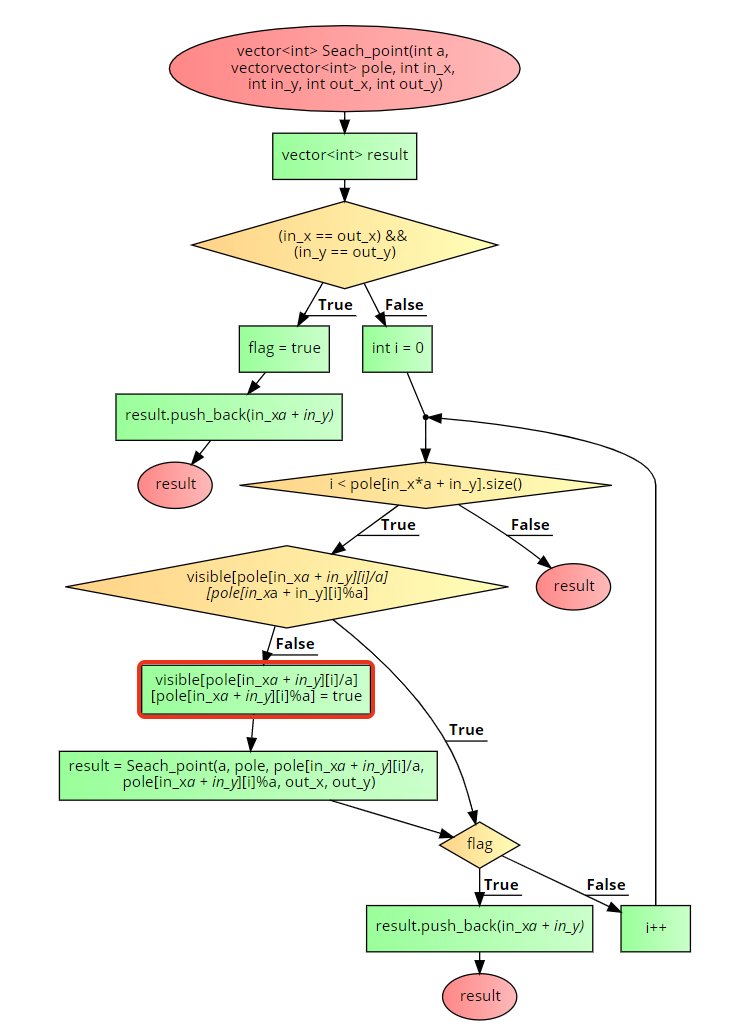 vector<int> Seach_point(int a,
vectorvector<int> pole, int in_x,
int in_y, int out_x, int out_y)
vector<int> result
(in_x == out_x) &&
(in_y == out_y)
True
False
flag = true
int i = 0
result.push_back(in_xa + in_y)
result
i < pole[in_x*a + in_y].size()
True
False
visible[pole[in_xa + in_y][i]/a]
[pole[in_xa + in_y][i]%a]
result
False
visible[pole[in_xa + in_y][i]/a]
[pole[in_xa + in_y][i]%a] = true
True
result = Seach_point(a, pole, pole[in_xa + in_y][i]/a,
pole[in_xa + in_y][i]%a, out_x, out_y)
flag
True
False
result.push_back(in_xa + in_y)
i++
result